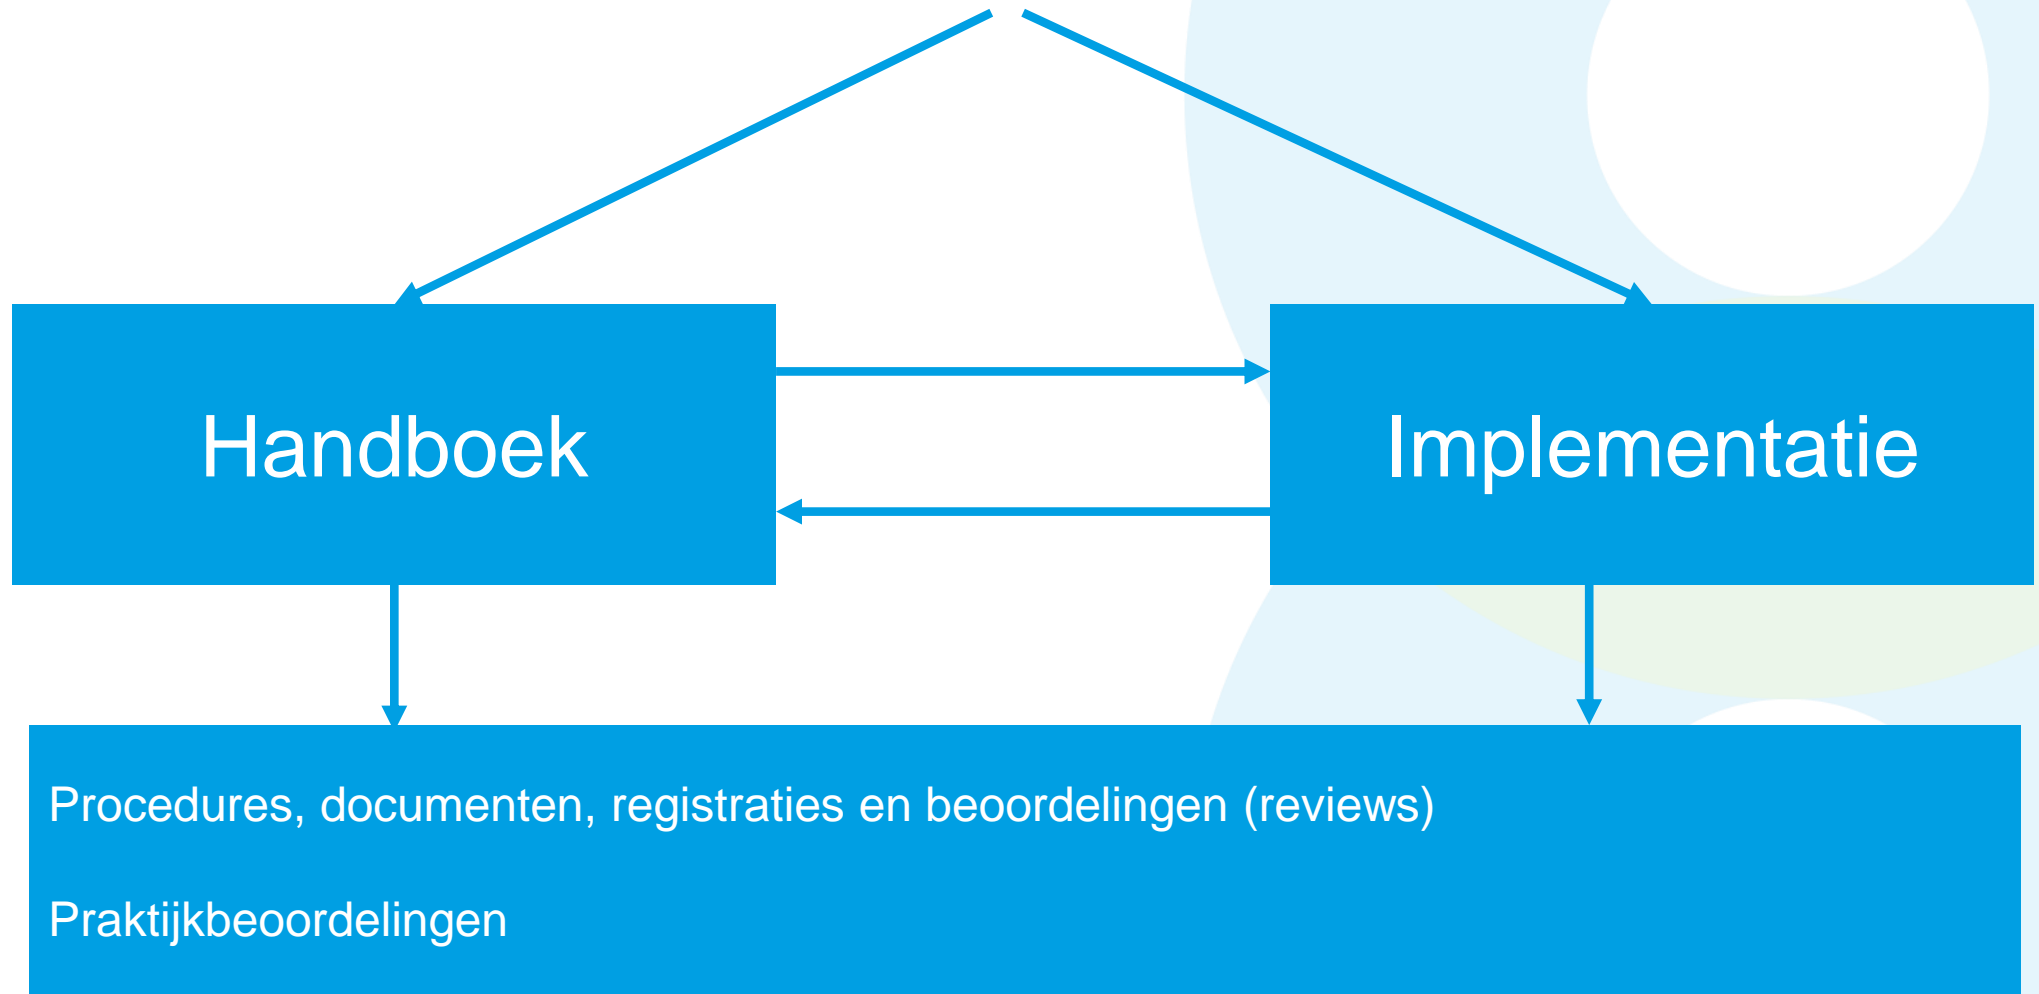 Handboek
Implementatie
Procedures, documenten, registraties en beoordelingen (reviews)
Praktijkbeoordelingen